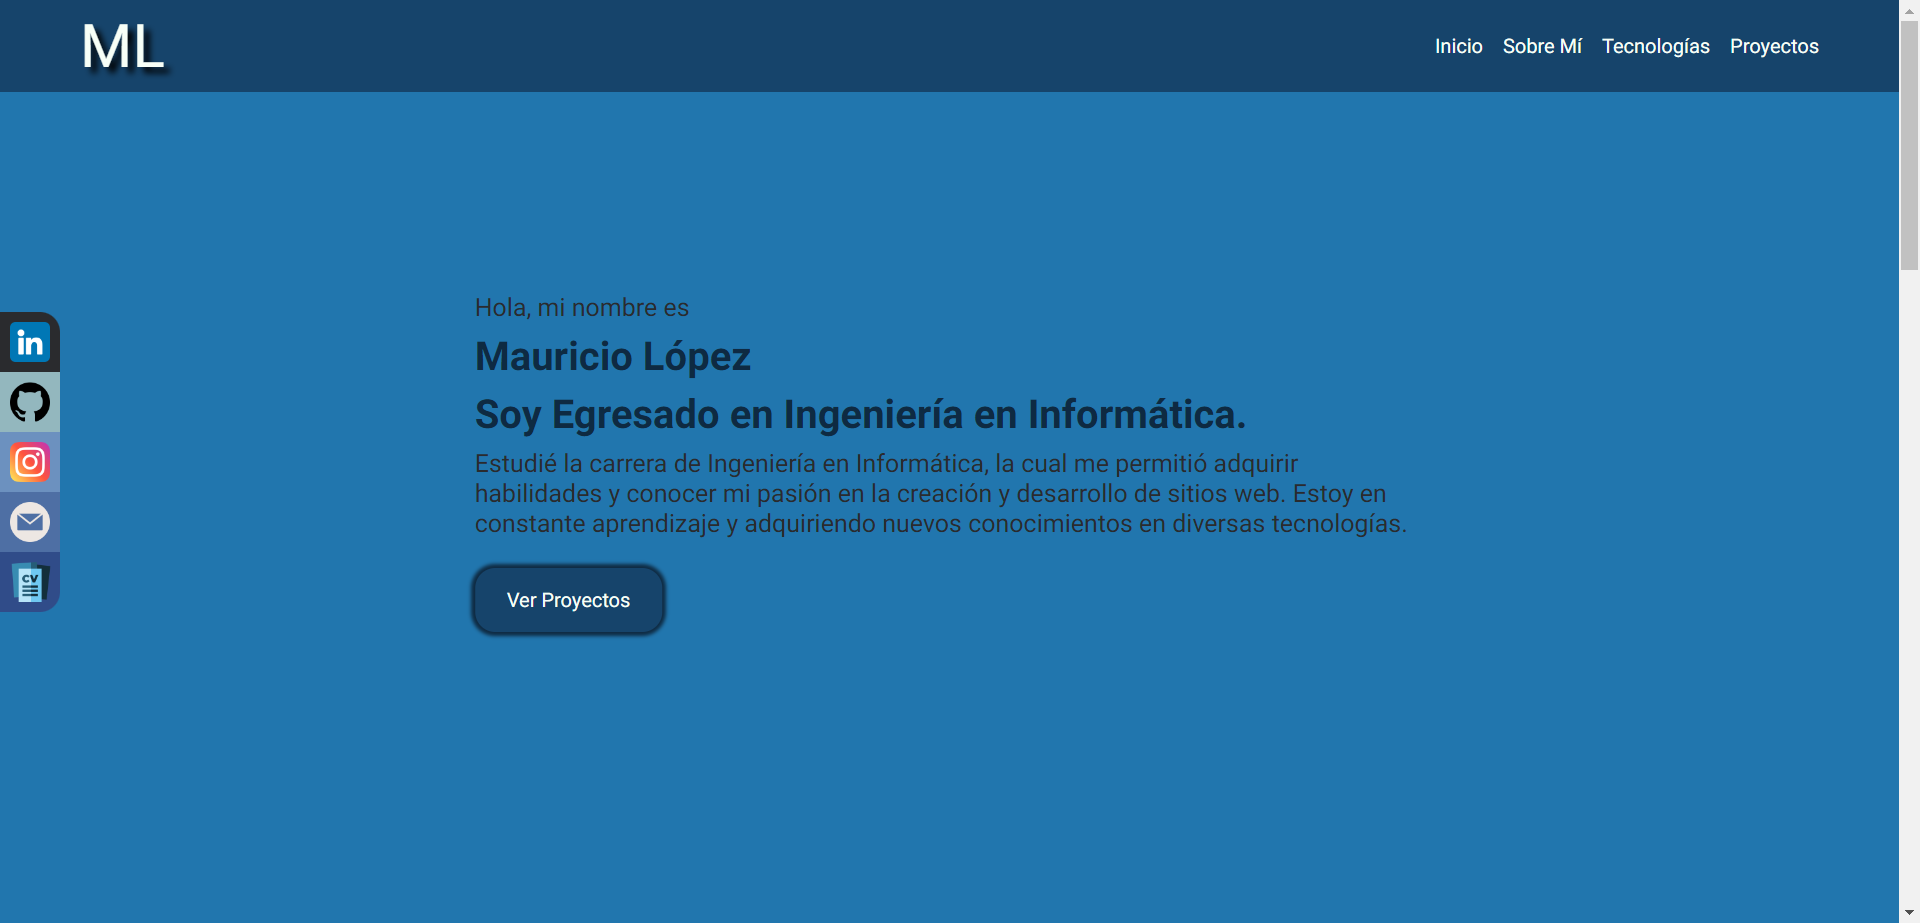 ML
Inicio Sobre Mí Tecnologías Proyectos
Hola, mi nombre es
Mauricio López
Soy Egresado en Ingeniería en Informática.
Estudié la carrera de Ingeniería en Informática, la cual me permitió adquirir
habilidades y conocer mi pasión en la creación y desarrollo de sitios web. Estoy en
constante aprendizaje y adquiriendo nuevos conocimientos en diversas tecnologías.
in
CV
Ver Proyectos